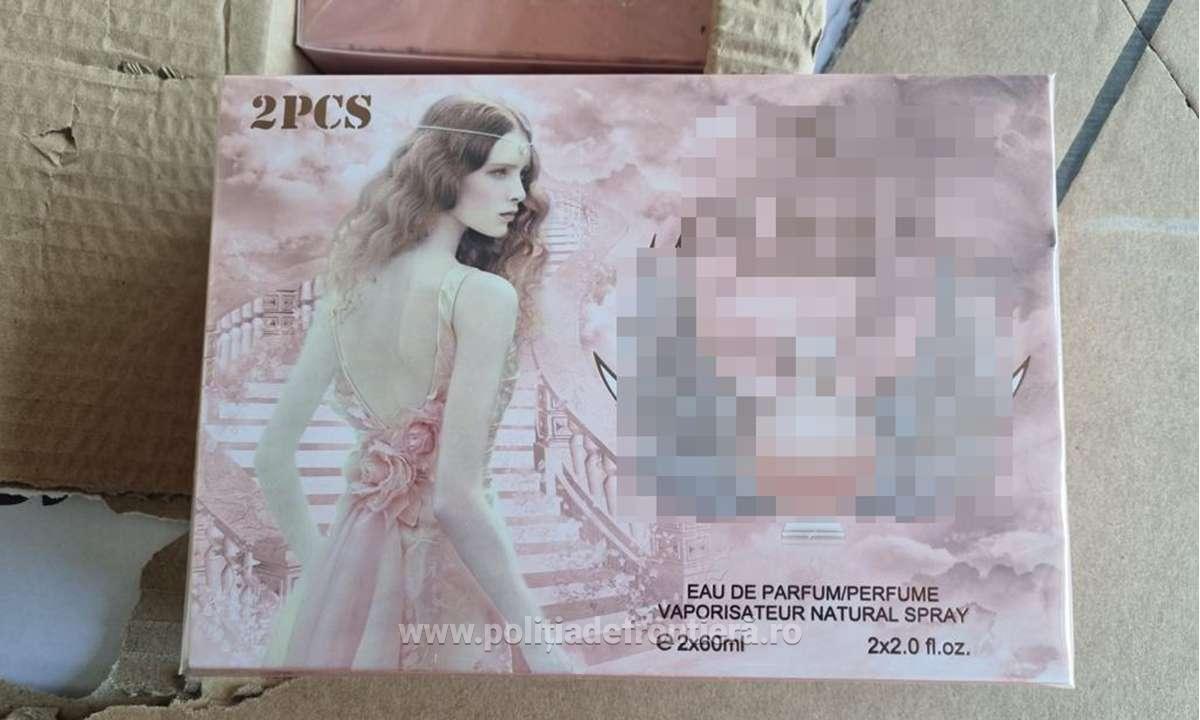 2PCS
EAU DE PARFUM/PERFUME
VAPORISATEUR NATURAL SPRAY
www.politiadefrontiera.ro
℮ 2x60ml 2x2.0 fl.oz.